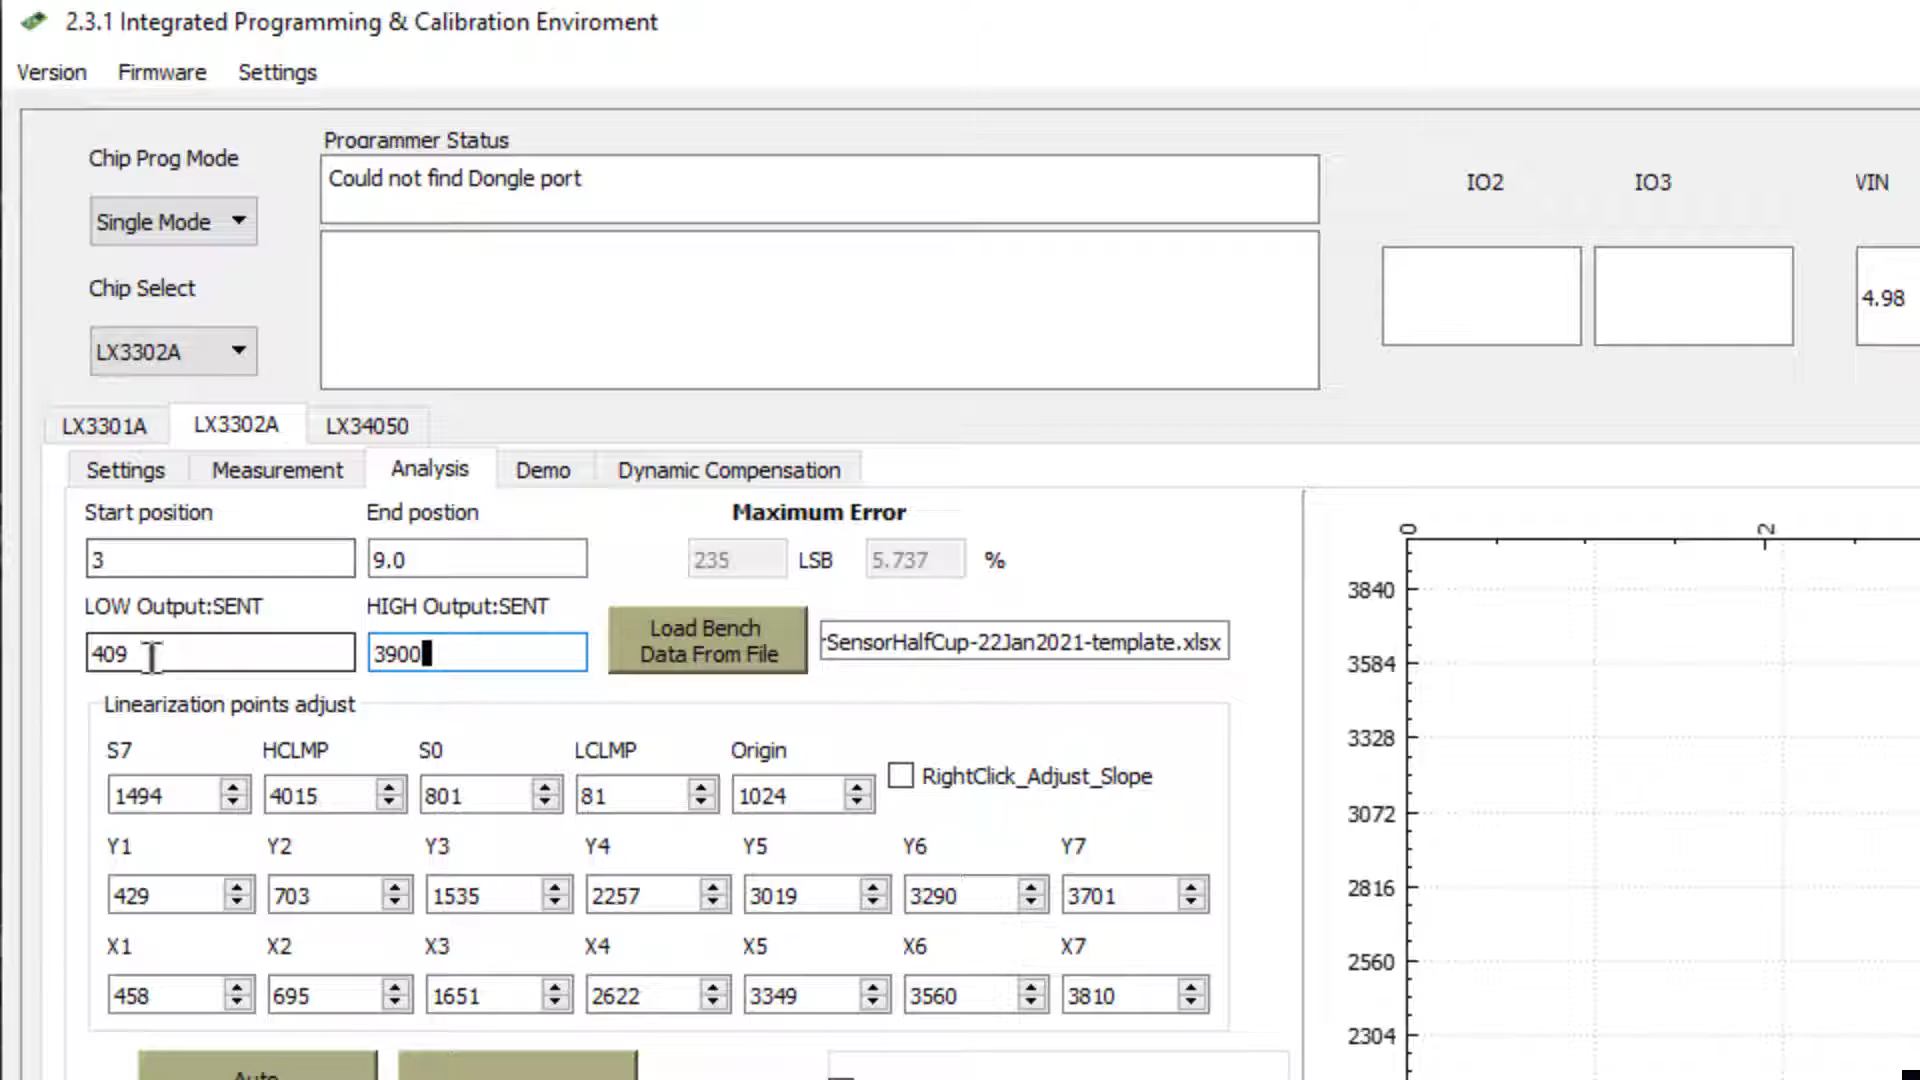 2.3.1 Integrated Programming & Calibration Enviroment
Version Firmware Settings
Chip Prog Mode
Single Mode
Chip Select
LX3302A
Programmer Status
Could not find Dongle port
IO2 IO3 VIN
4.98
LX3301A LX3302A LX34050
Settings Measurement Analysis Demo Dynamic Compensation
Start position End postion Maximum Error
3 9.0 235 LSB 5.737 %
LOW Output:SENT HIGH Output:SENT
409 3900
Load Bench
Data From File
SensorHalfCup-22Jan2021-template.xlsx
Linearization points adjust
S7 HCLMP S0 LCLMP Origin
1494 4015 801 81 1024 RightClick_Adjust_Slope
Y1 Y2 Y3 Y4 Y5 Y6 Y7
429 703 1535 2257 3019 3290 3701
X1 X2 X3 X4 X5 X6 X7
458 695 1651 2622 3349 3560 3810
Auto
0 2
3840
3584
3328
3072
2816
2560
2304